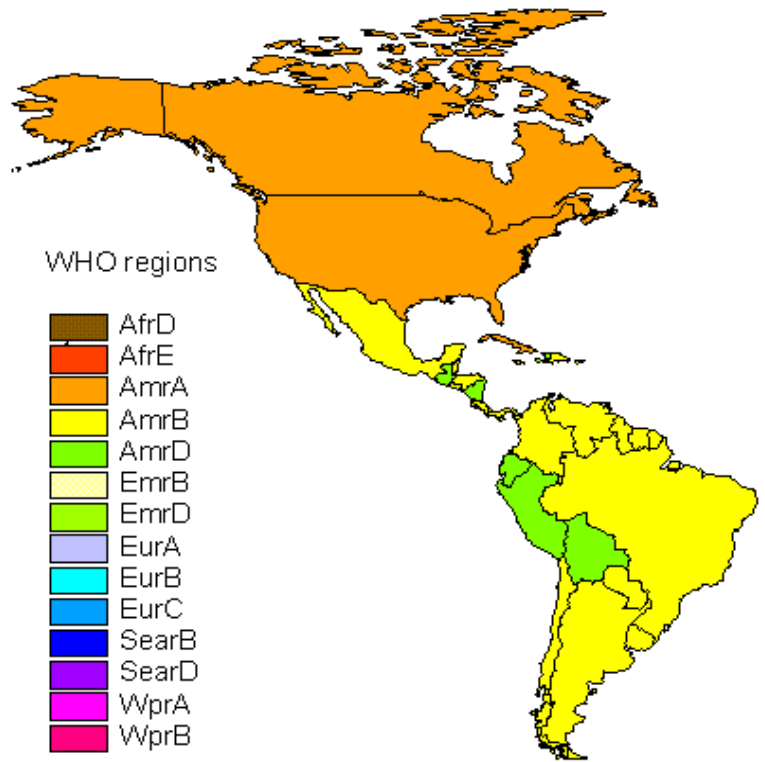 WHO regions
AfrD
AfrE
AmrA
AmrB
AmrD
EmrB
EmrD
EurA
EurB
EurC
SearB
SearD
WprA
WprB